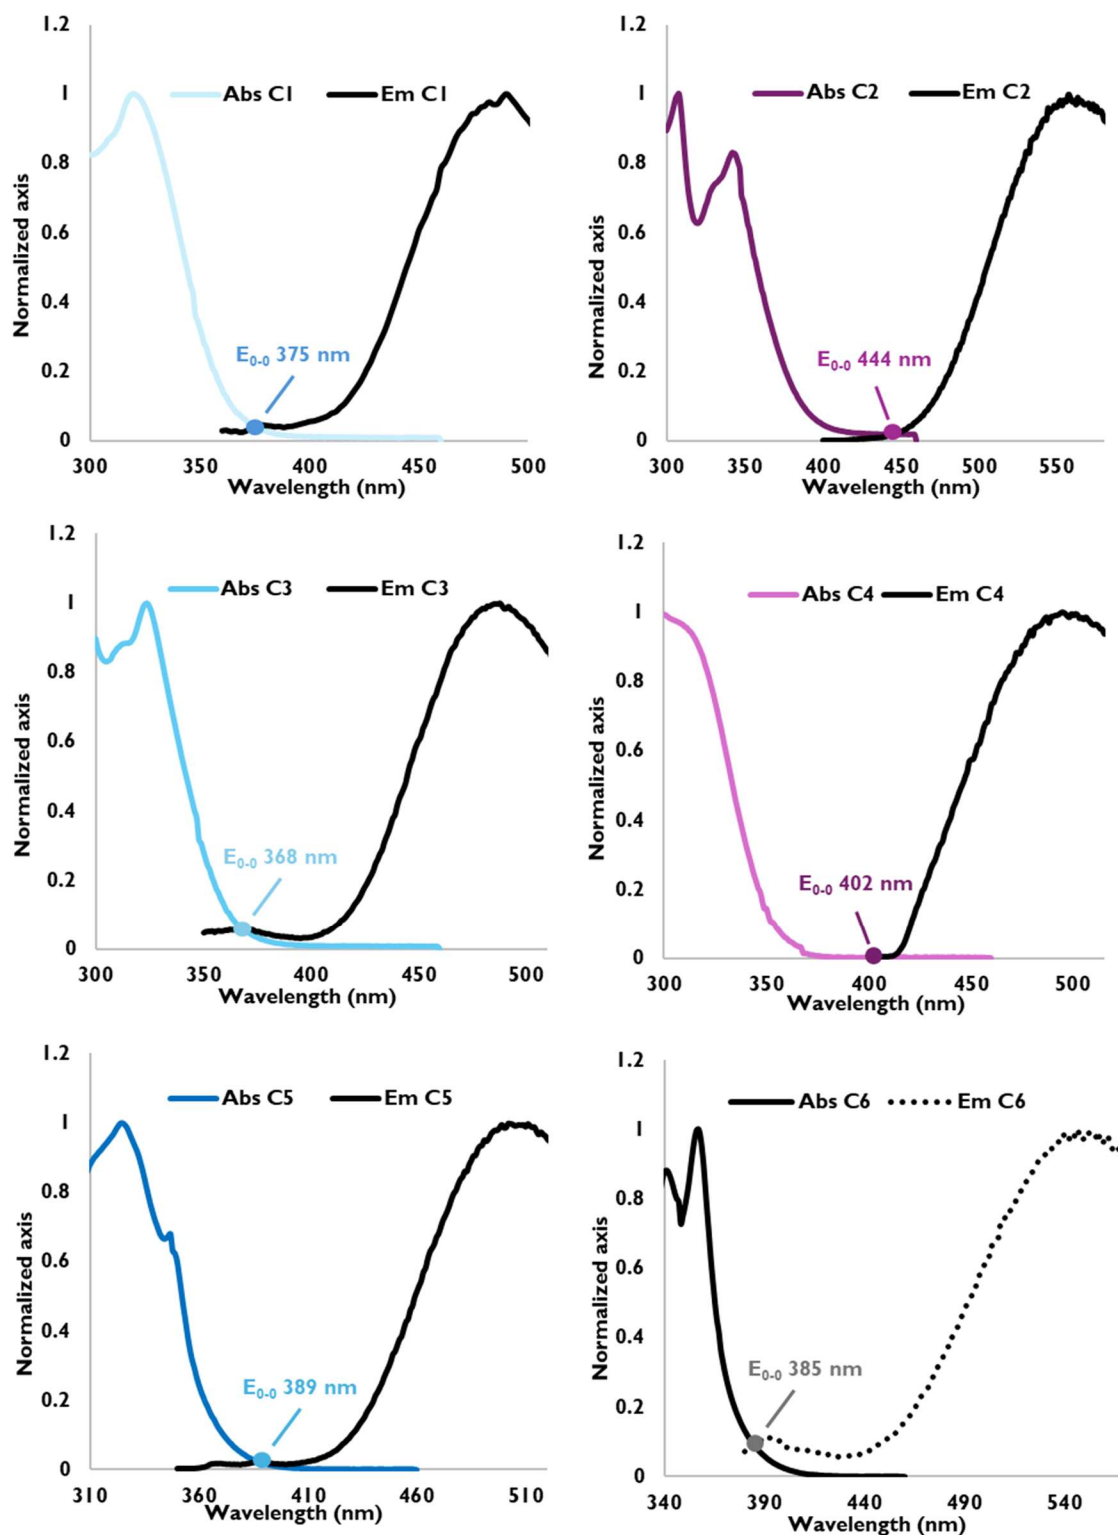 1.2
Abs C1 Em C1
1
0.8
0.6
0.4
0.2
0
Normalized axis
E0-0 375 nm
300 350 400 450 500
Wavelength (nm)
1.2
Abs C2 Em C2
1
0.8
0.6
0.4
0.2
0
Normalized axis
E0-0 444 nm
300 350 400 450 500 550
Wavelength (nm)
1.2
Abs C3 Em C3
1
0.8
0.6
0.4
0.2
0
Normalized axis
E0-0 368 nm
300 350 400 450 500
Wavelength (nm)
1.2
Abs C4 Em C4
1
0.8
0.6
0.4
0.2
0
Normalized axis
E0-0 402 nm
300 350 400 450 500
Wavelength (nm)
1.2
Abs C5 Em C5
1
0.8
0.6
0.4
0.2
0
Normalized axis
E0-0 389 nm
310 360 410 460 510
Wavelength (nm)
1.2
Abs C6 Em C6
1
0.8
0.6
0.4
0.2
0
Normalized axis
E0-0 385 nm
340 390 440 490 540
Wavelength (nm)